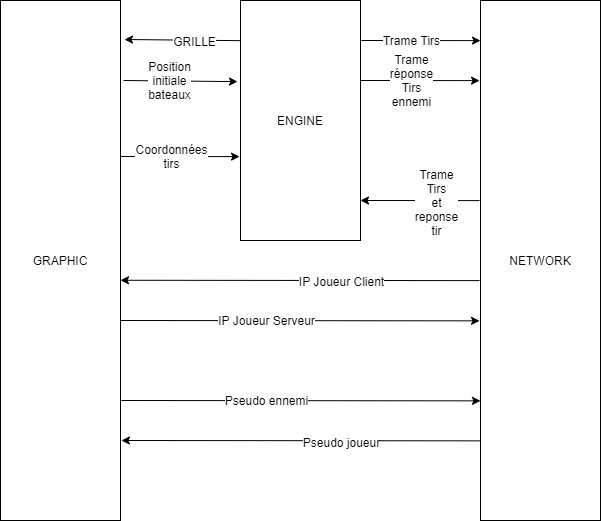 GRILLE
Trame Tirs
Position
initiale
bateaux
Trame
réponse
Tirs
ennemi
ENGINE
Coordonnées
tirs
Trame
Tirs
et
reponse
tir
GRAPHIC
NETWORK
IP Joueur Client
IP Joueur Serveur
Pseudo ennemi
Pseudo joueur